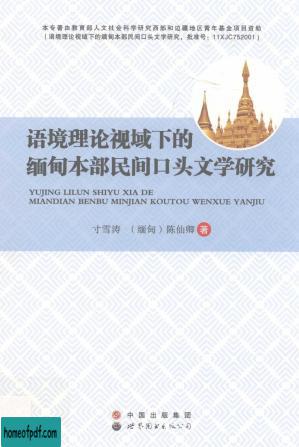 本专著由教育部人文社会科学研究西部和边疆地区青年基金项目资助
(语境理论视域下的缅甸本部民间口头文学研究,批准号:11XJC752001)
语境理论视域下的
缅甸本部民间口头文学研究
YUJING LILUN SHIYU XIA DE
MIANDIAN BENBU MINJIAN KOUTOU WENXUE YANJIU
寸雪涛 (缅甸)陈仙卿 著
中国出版集团
世界图书出版公司
homeofpdf.com